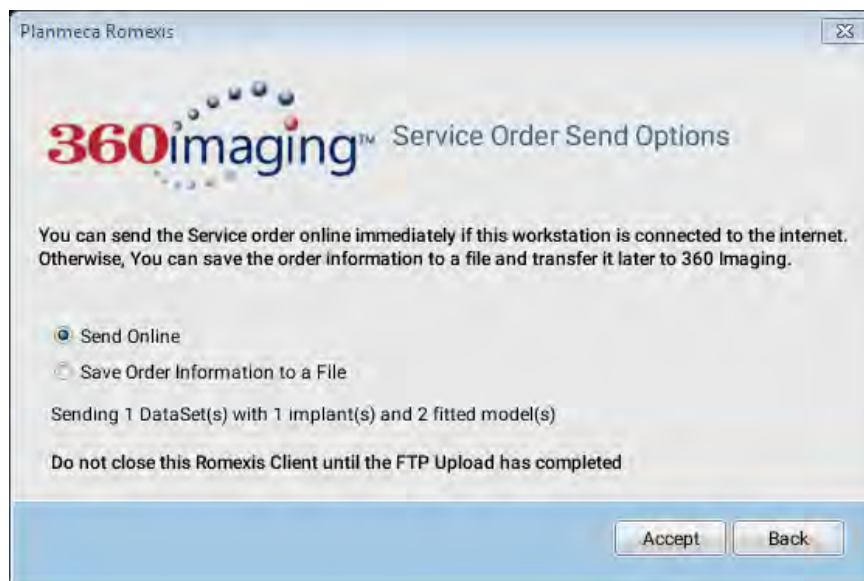 Planmeca Romexis
360imaging™ Service Order Send Options
You can send the Service order online immediately if this workstation is connected to the internet.
Otherwise, You can save the order information to a file and transfer it later to 360 Imaging.
Send Online
Save Order Information to a File
Sending 1 DataSet(s) with 1 implant(s) and 2 fitted model(s)
Do not close this Romexis Client until the FTP Upload has completed
Accept Back